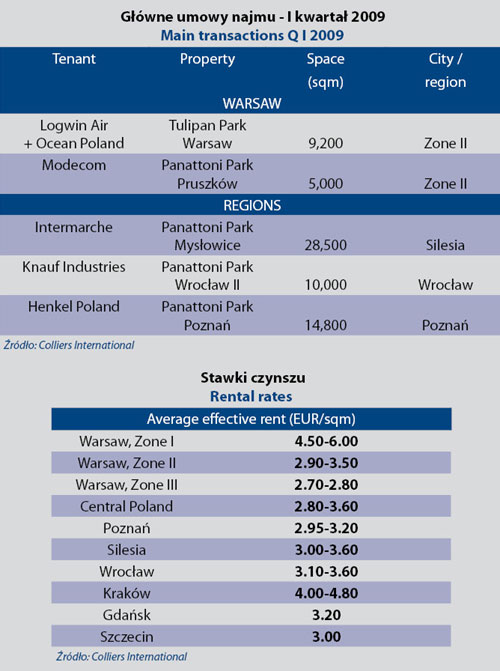 Główne umowy najmu - I kwartał 2009
Main transactions Q I 2009
Tenant Property Space City /
(sqm) region
WARSAW
Logwin Air Tulipan Park
+ Ocean Poland Warsaw 9,200 Zone II
Modecom Panattoni Park
Pruszków 5,000 Zone II
REGIONS
Intermarche Panattoni Park
Mysłowice 28,500 Silesia
Knauf Industries Panattoni Park
Wrocław II 10,000 Wrocław
Henkel Poland Panattoni Park
Poznań 14,800 Poznań
Źródło: Colliers International
Stawki czynszu
Rental rates
Average effective rent (EUR/sqm)
Warsaw, Zone I 4.50-6.00
Warsaw, Zone II 2.90-3.50
Warsaw, Zone III 2.70-2.80
Central Poland 2.80-3.60
Poznań 2.95-3.20
Silesia 3.00-3.60
Wrocław 3.10-3.60
Kraków 4.00-4.80
Gdańsk 3.20
Szczecin 3.00
Źródło: Colliers International